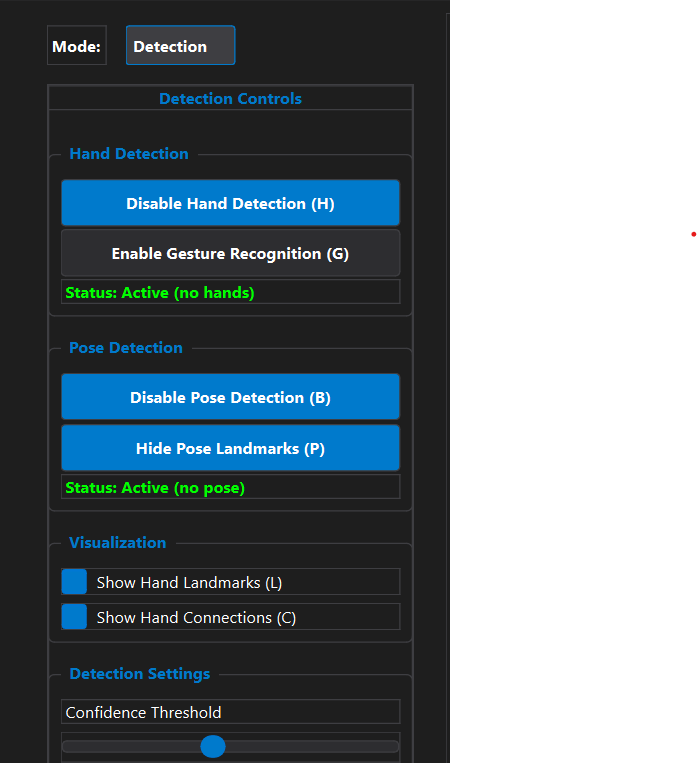 Mode: Detection
Detection Controls
Hand Detection
Disable Hand Detection (H)
Enable Gesture Recognition (G)
Status: Active (no hands)
Pose Detection
Disable Pose Detection (B)
Hide Pose Landmarks (P)
Status: Active (no pose)
Visualization
Show Hand Landmarks (L)
Show Hand Connections (C)
Detection Settings
Confidence Threshold